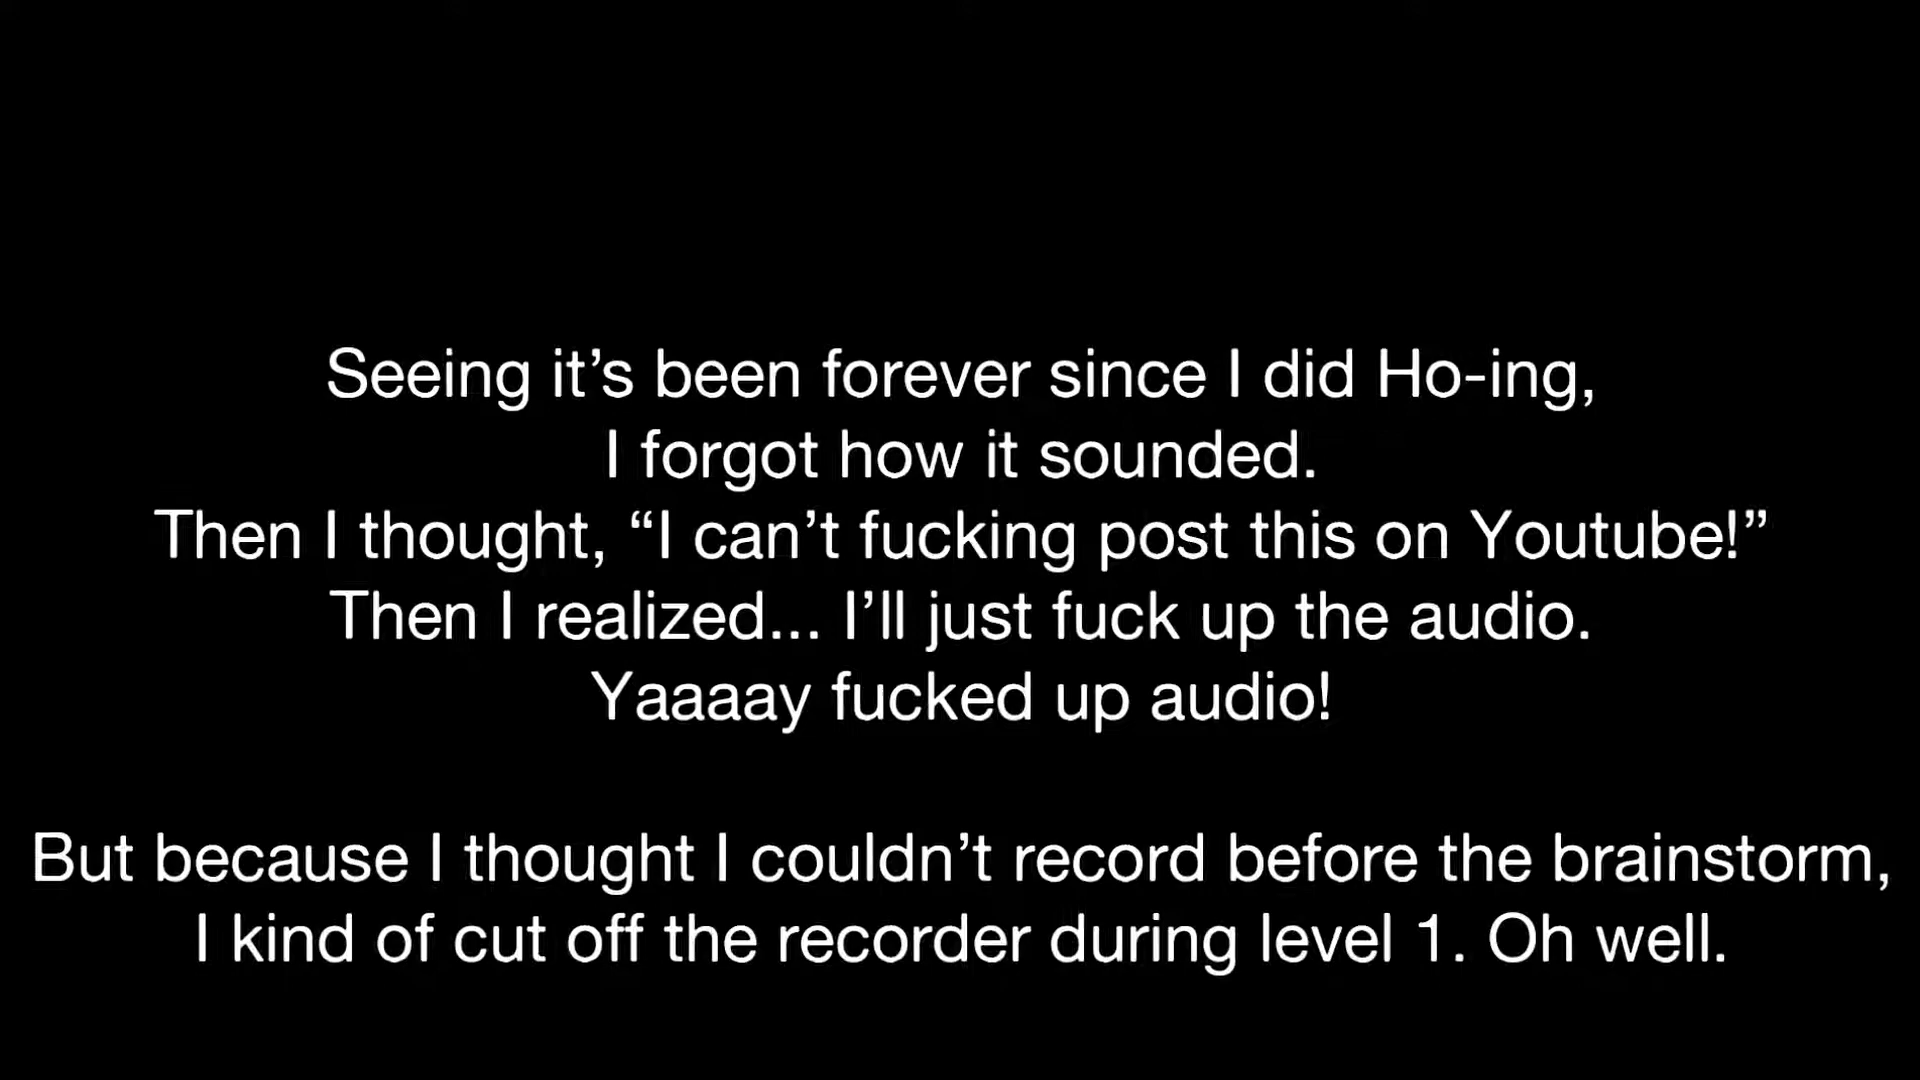 Seeing it’s been forever since I did Ho-ing,
I forgot how it sounded.
Then I thought, “I can’t fucking post this on Youtube!”
Then I realized... I’ll just fuck up the audio.
Yaaaay fucked up audio!
But because I thought I couldn’t record before the brainstorm,
I kind of cut off the recorder during level 1. Oh well.